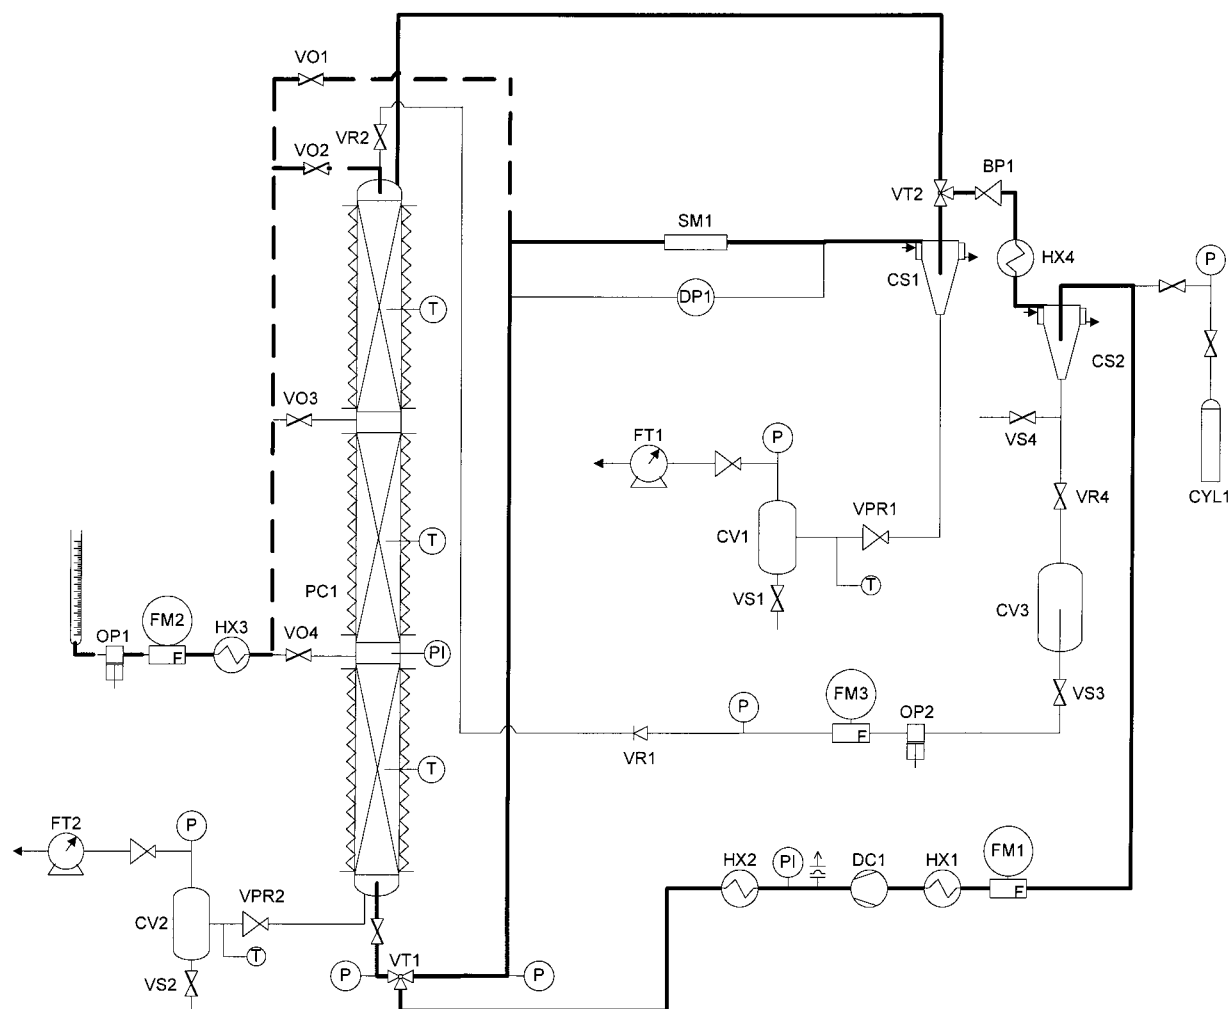 VO1
VR2
VO2
BP1
VT2
P
SM1
HX4
CS1
DP1
T
CS2
VO3
VS4
P
FT1
VR4
CYL1
VPR1
CV1
T
T
PC1
VS1
CV3
FM2
HX3
VO4
OP1
F
PI
VS3
FM3
P
OP2
F
VR1
T
P
FT2
HX2
PI
DC1
HX1
FM1
F
VPR2
CV2
T
VT1
P
P
VS2